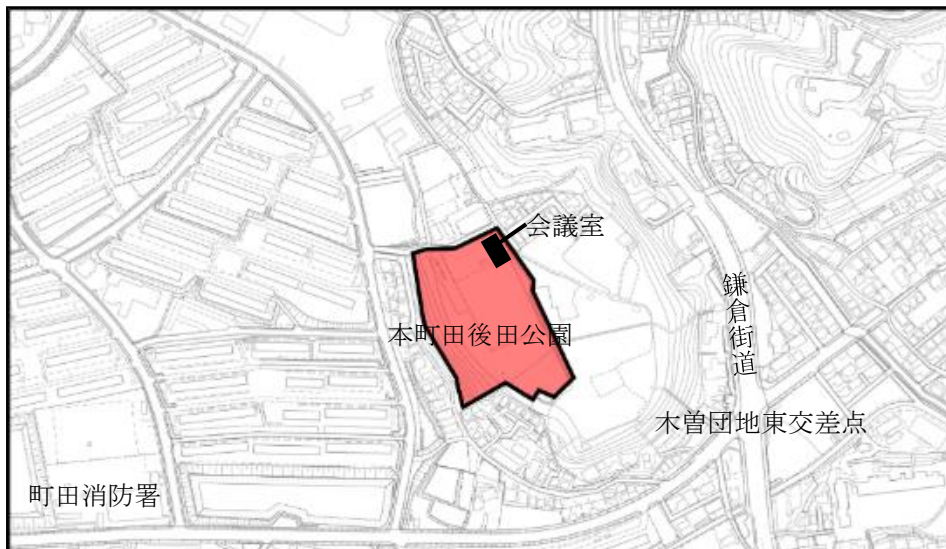 会議室
鎌倉街道
本町田後田公園
木曽団地東交差点
町田消防署